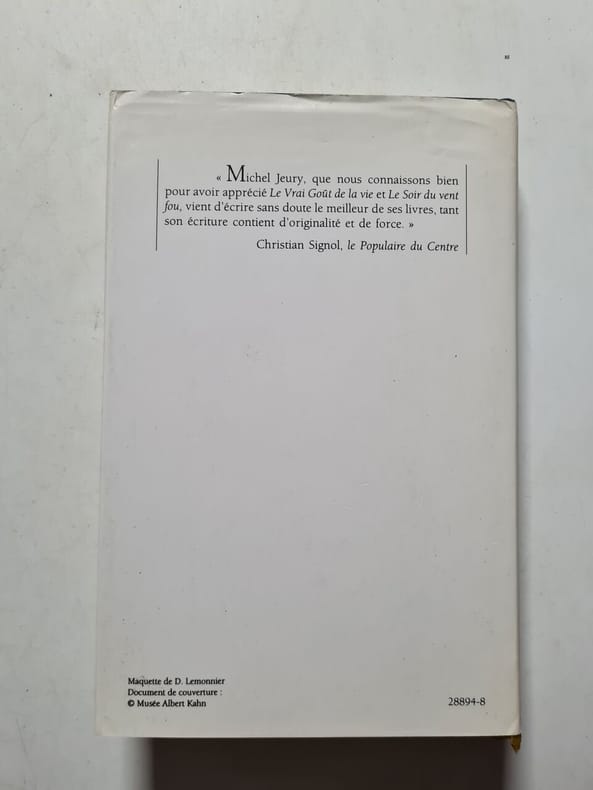 « Michel Jeury, que nous connaissons bien
pour avoir apprécié Le Vrai Goût de la vie et Le Soir du vent
fou, vient d'écrire sans doute le meilleur de ses livres, tant
son écriture contient d'originalité et de force. »
Christian Signol, le Populaire du Centre
Maquette de D. Lemonnier
Document de couverture :
© Musée Albert Kahn
28894-8